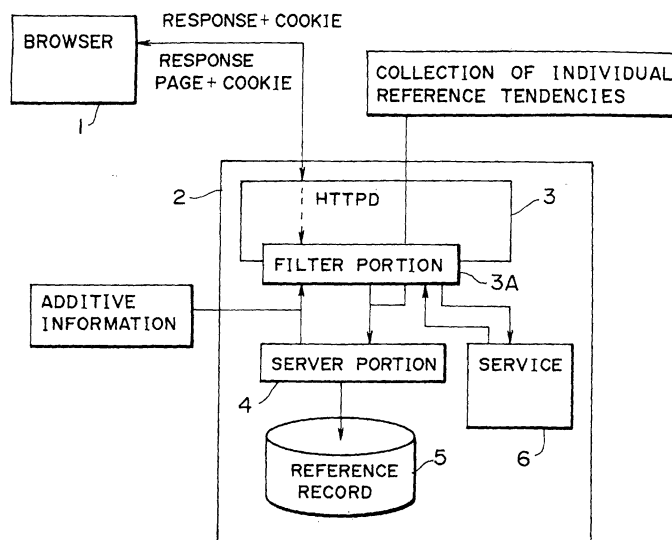 BROWSER
1
RESPONSE+ COOKIE
RESPONSE
PAGE+ COOKIE
COLLECTION OF INDIVIDUAL
REFERENCE TENDENCIES
2
HTTPD
3
FILTER PORTION
3A
ADDITIVE
INFORMATION
SERVER PORTION
4
SERVICE
6
REFERENCE
RECORD
5